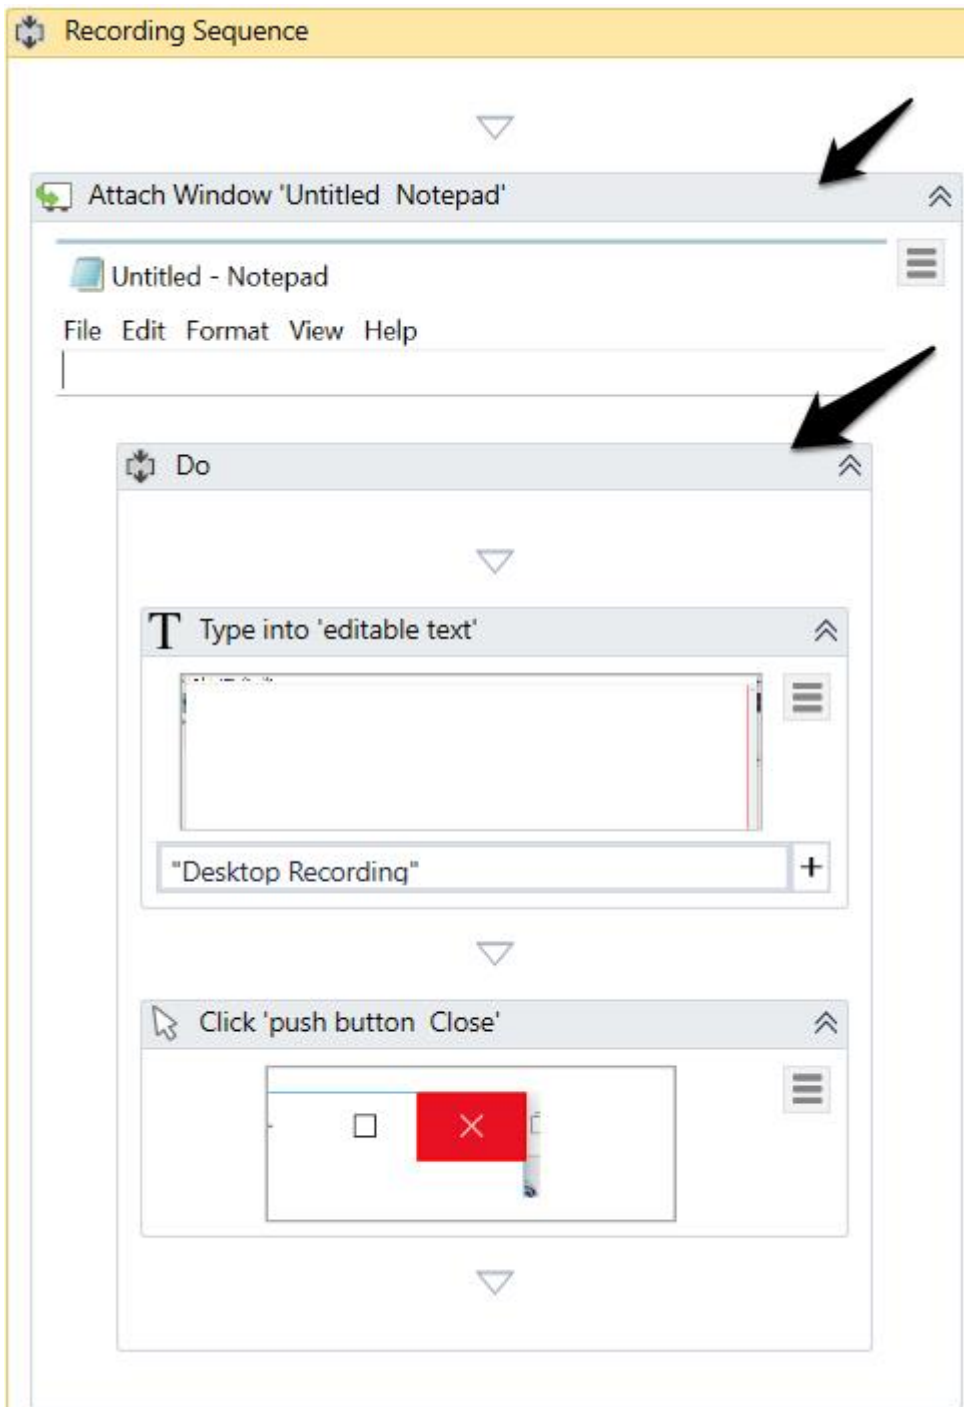 Recording Sequence
Attach Window 'Untitled  Notepad'
Untitled - Notepad
File  Edit  Format  View  Help
Do
T Type into 'editable text'
"Desktop Recording"
+
Click 'push button  Close'